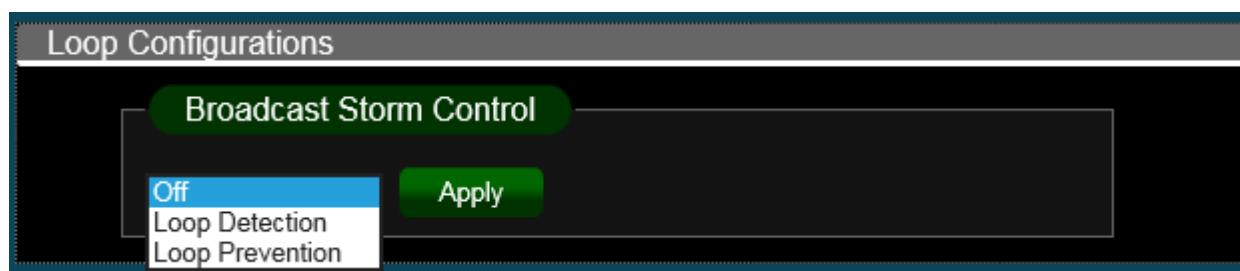 Loop Configurations
Broadcast Storm Control
Off
Apply
Loop Detection
Loop Prevention